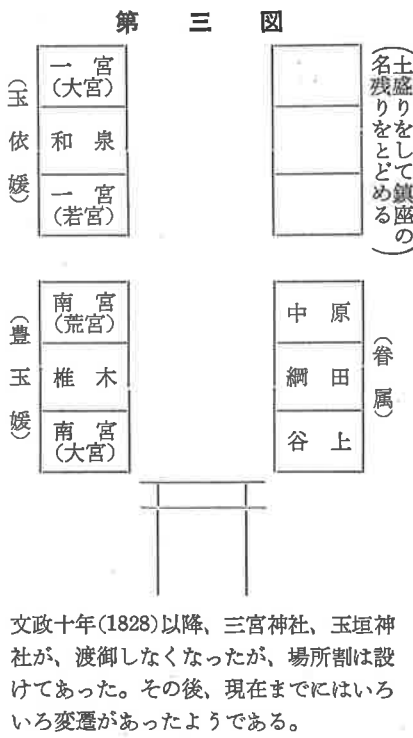 第三図
一宮
(大宮)
和泉
一宮
(若宮)
(玉依媛)
(土盛りをして鎮座の
名残りをとどめる)
南宮
(荒宮)
椎木
南宮
(大宮)
(豊玉媛)
中原
綱田
谷上
(眷属)
文政十年(1828)以降、三宮神社、玉垣神
社が、渡御しなくなったが、場所割は設
けてあった。その後、現在までにはいろ
いろ変遷があったようである。